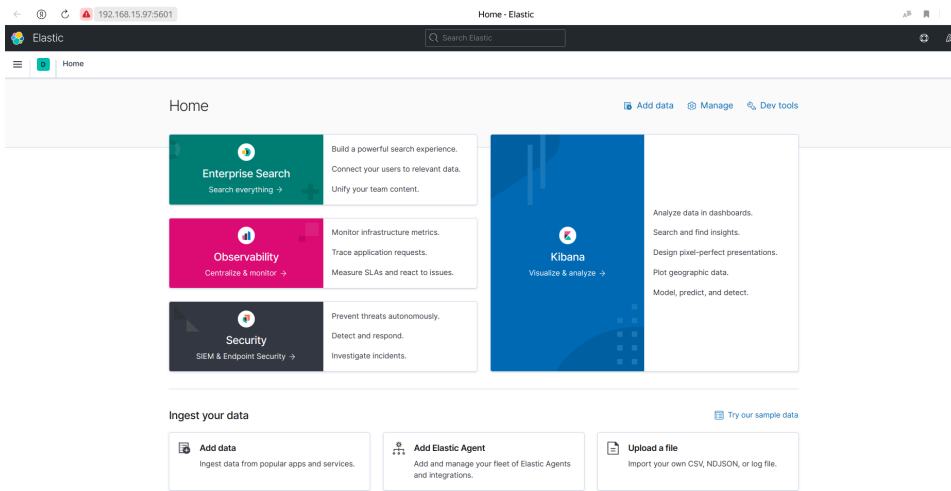 192.168.15.97:5601
Home - Elastic
Elastic
Search Elastic
D
Home
Home
Add data
Manage
Dev tools
Enterprise Search
Search everything →
Build a powerful search experience.
Connect your users to relevant data.
Unify your team content.
Observability
Centralize & monitor →
Monitor infrastructure metrics.
Trace application requests.
Measure SLAs and react to issues.
Security
SIEM & Endpoint Security →
Prevent threats autonomously.
Detect and respond.
Investigate incidents.
Kibana
Visualize & analyze →
Analyze data in dashboards.
Search and find insights.
Design pixel-perfect presentations.
Plot geographic data.
Model, predict, and detect.
Ingest your data
Try our sample data
Add data
Ingest data from popular apps and services.
Add Elastic Agent
Add and manage your fleet of Elastic Agents
and integrations.
Upload a file
Import your own CSV, NDJSON, or log file.